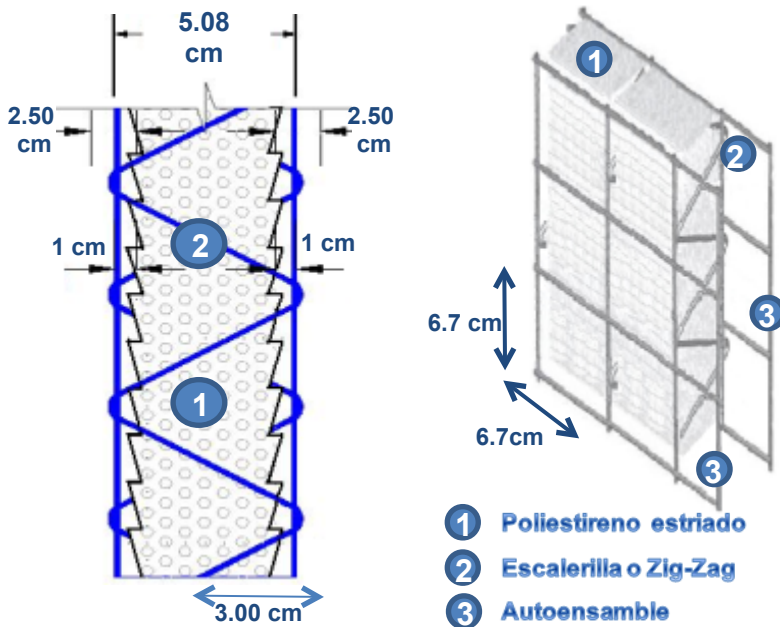 5.08
cm
2.50
cm
2.50
cm
1 cm
2
1 cm
1
3.00 cm
1
2
3
3
6.7 cm
6.7cm
1 Poliestireno estriado
2 Escalerilla o Zig-Zag
3 Autoensamble